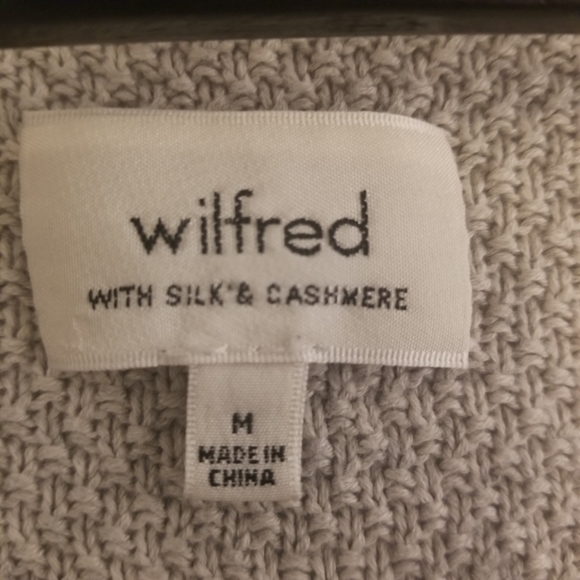 wilfred
WITH SILK & CASHMERE
M
MADE IN
CHINA